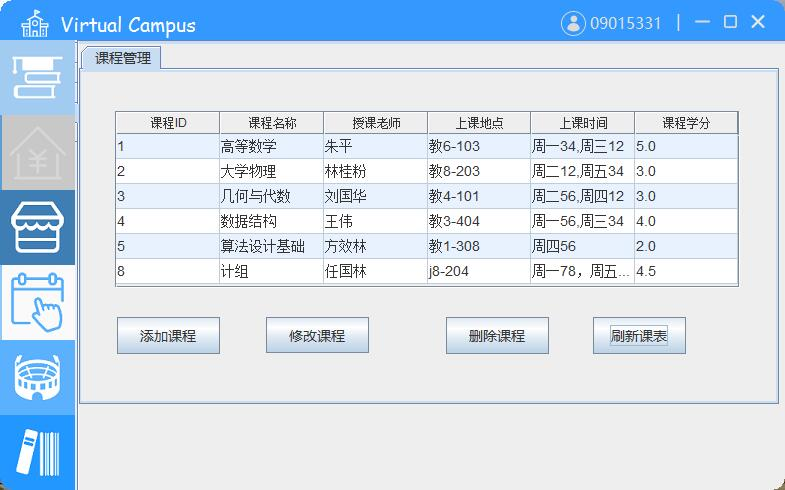 Virtual Campus
09015331
课程管理
课程ID 课程名称 授课老师 上课地点 上课时间 课程学分
1 高等数学 朱平 教6-103 周一34,周三12 5.0
2 大学物理 林桂粉 教8-203 周二12,周五34 3.0
3 几何与代数 刘国华 教4-101 周二56,周四12 3.0
4 数据结构 王伟 教3-404 周一56,周三34 4.0
5 算法设计基础 方效林 教1-308 周四56 2.0
8 计组 任国林 j8-204 周一78，周五... 4.5
添加课程 修改课程 删除课程 刷新课表